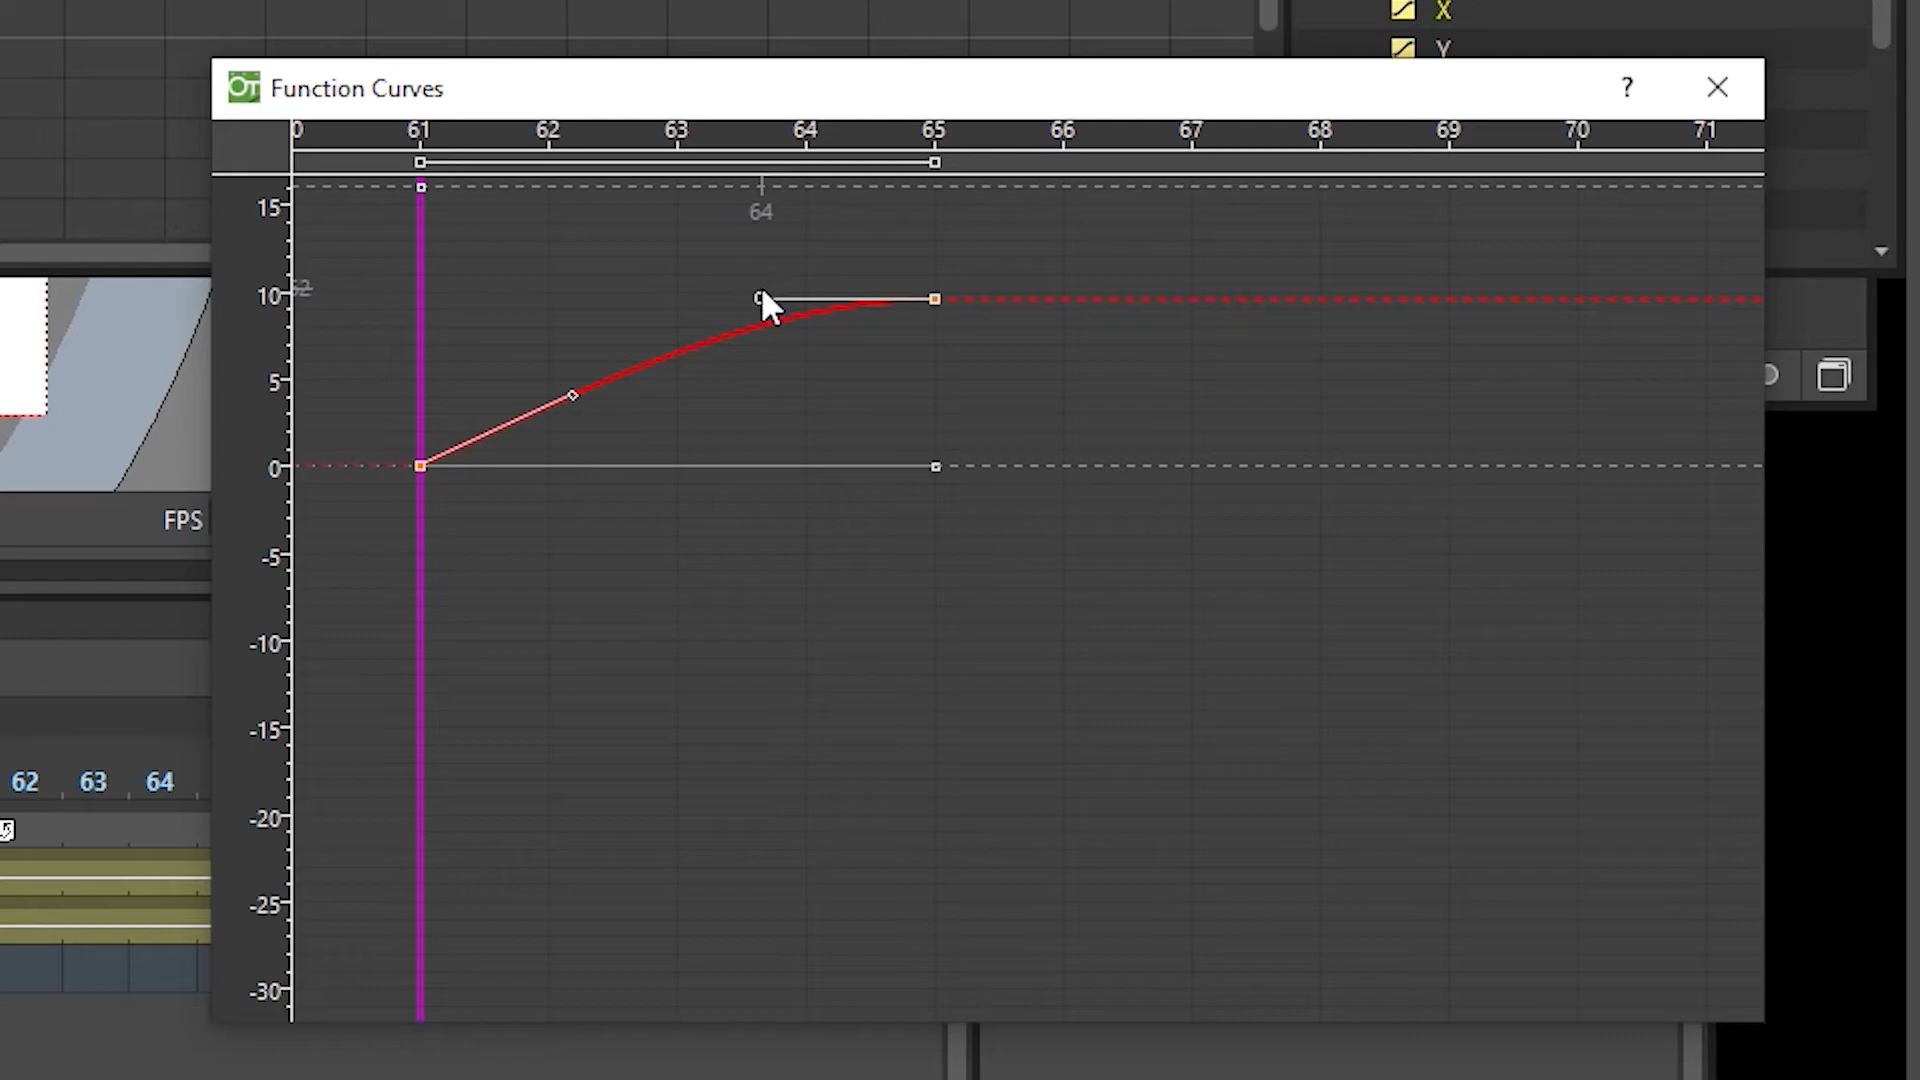 X
Y
OT Function Curves ?
0 61 62 63 64 65 66 67 68 69 70 71
15
64
10
5
0
-5
-10
-15
-20
-25
-30
FPS
62 63 64